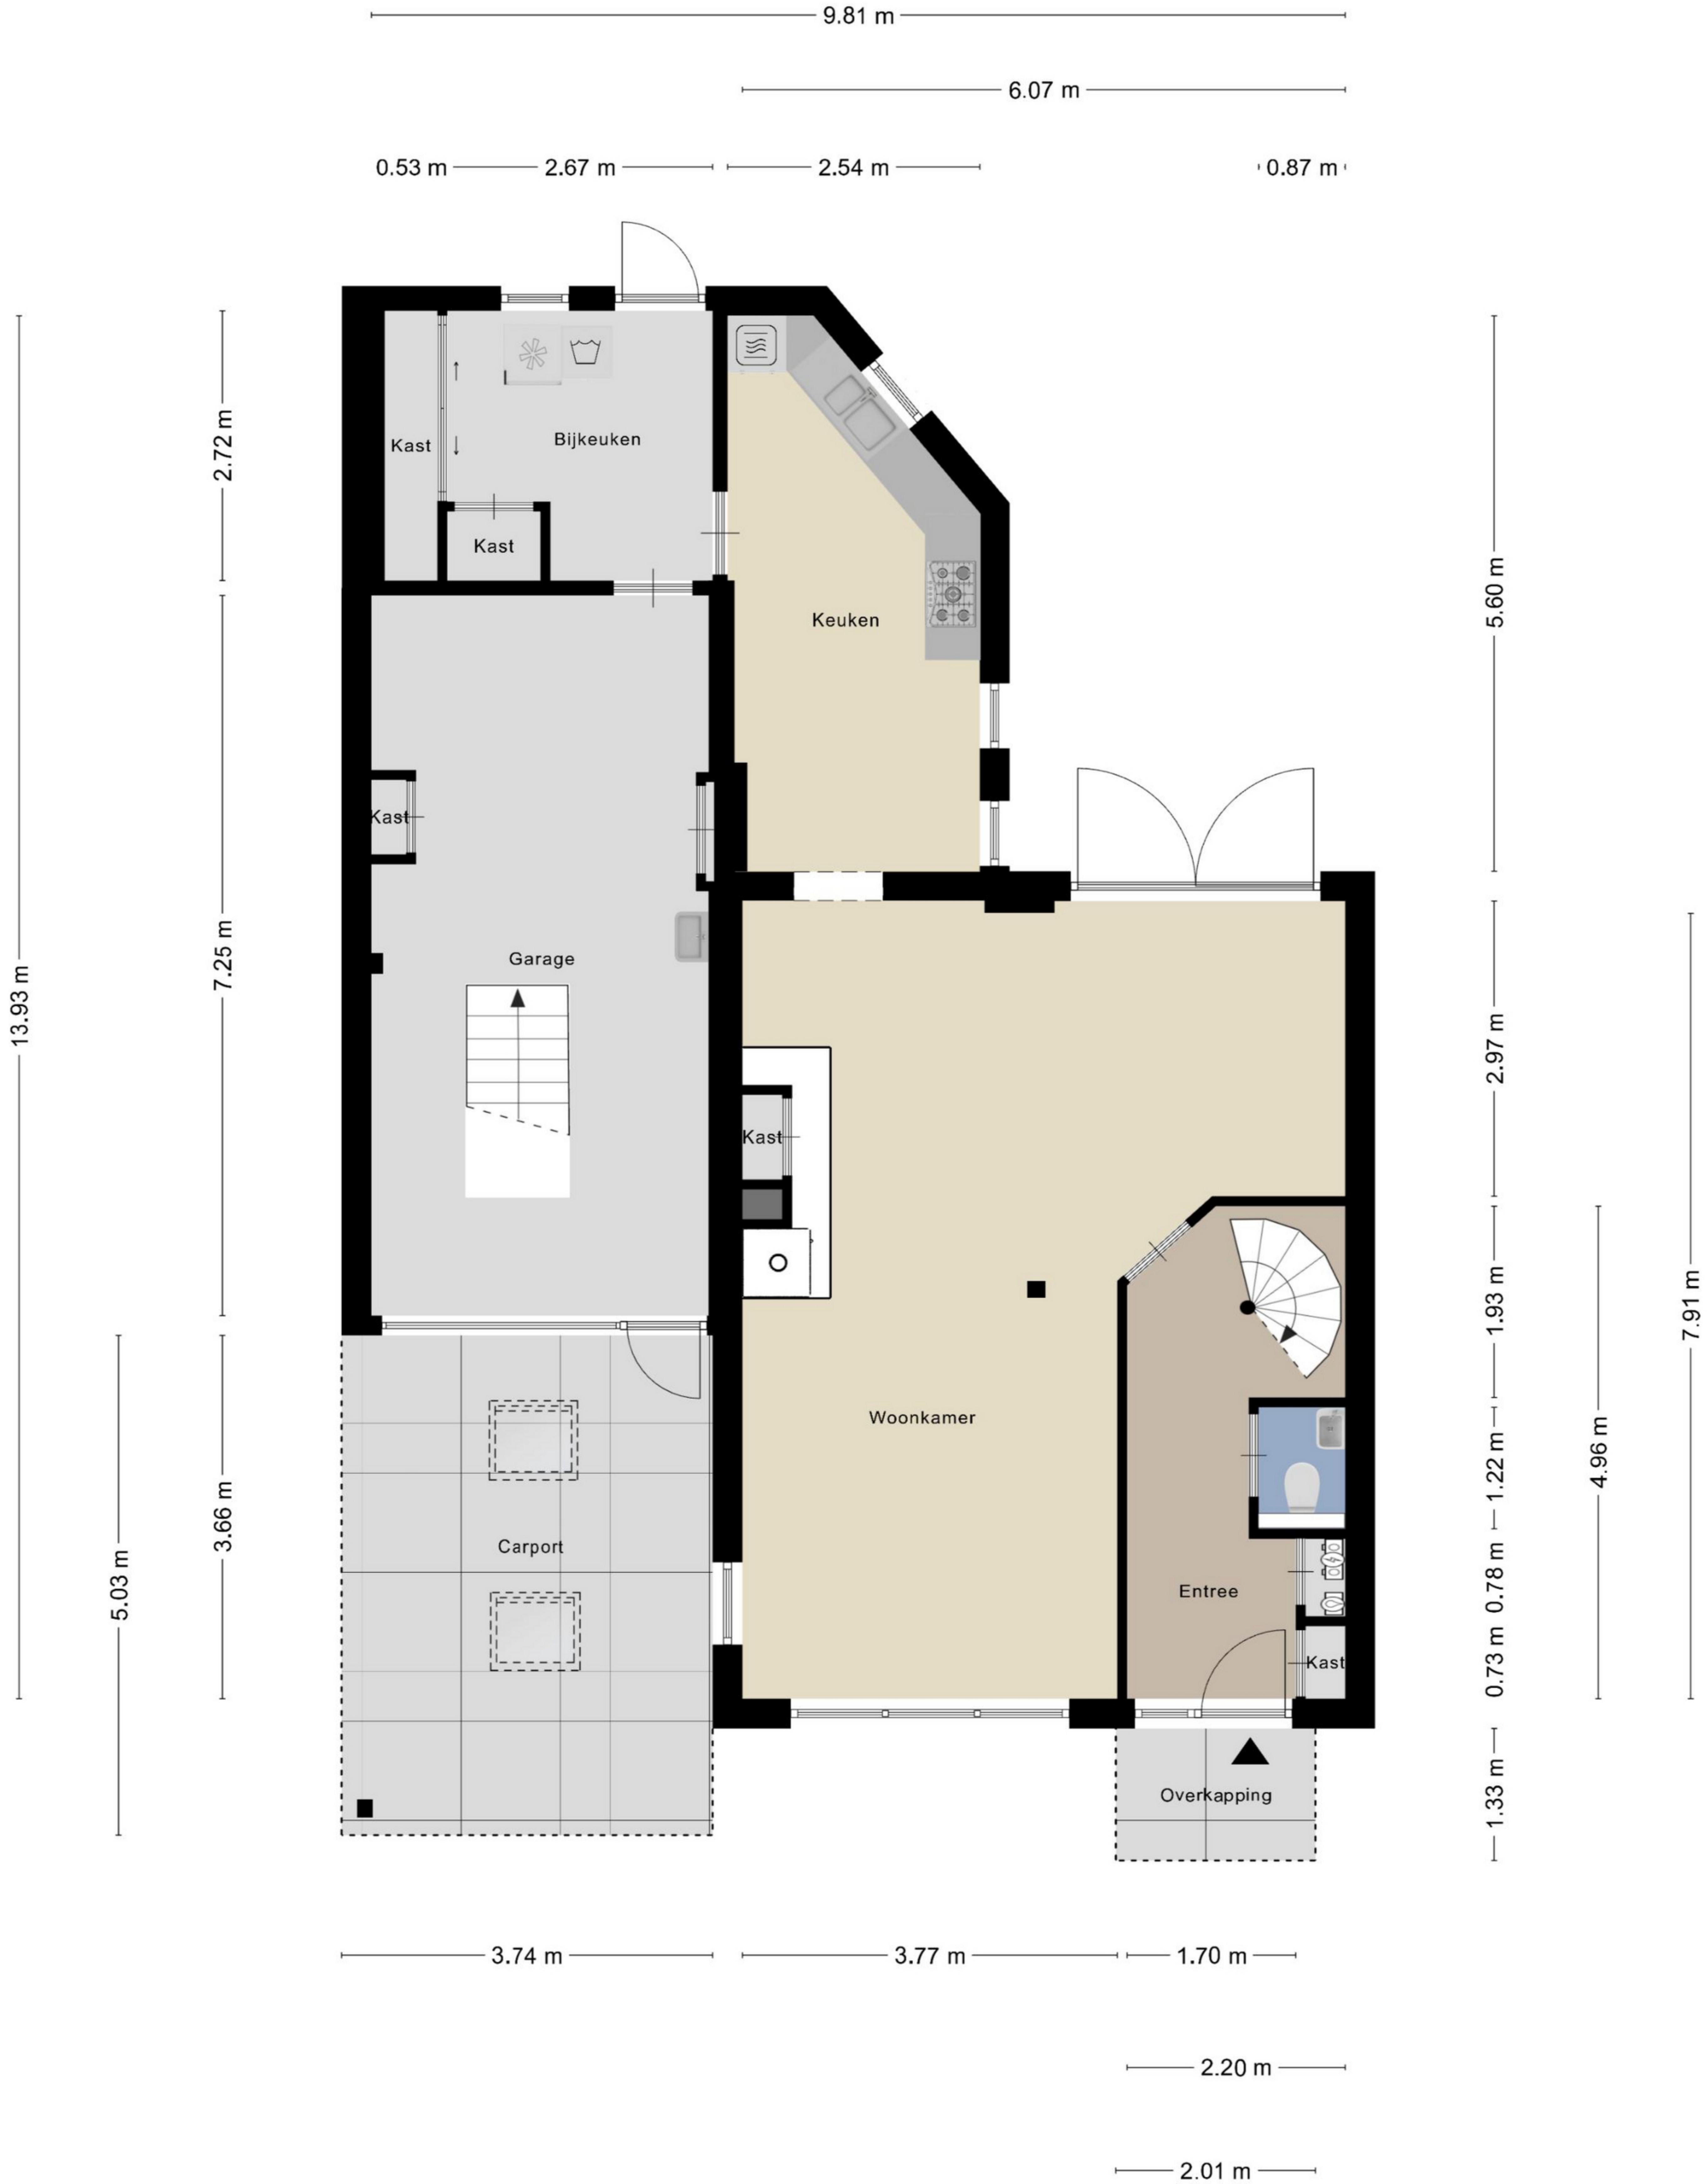 9.81 m
6.07 m
0.53 m
2.67 m
2.54 m
0.87 m
Kast
Bijkeuken
2.72 m
Kast
5.60 m
Keuken
Kast
Garage
7.25 m
13.93 m
2.97 m
Kast
1.93 m
7.91 m
Woonkamer
4.96 m
1.22 m
3.66 m
Carport
5.03 m
Entree
0.78 m
0.73 m
Kast
Overkapping
1.33 m
3.74 m
3.77 m
1.70 m
2.20 m
2.01 m